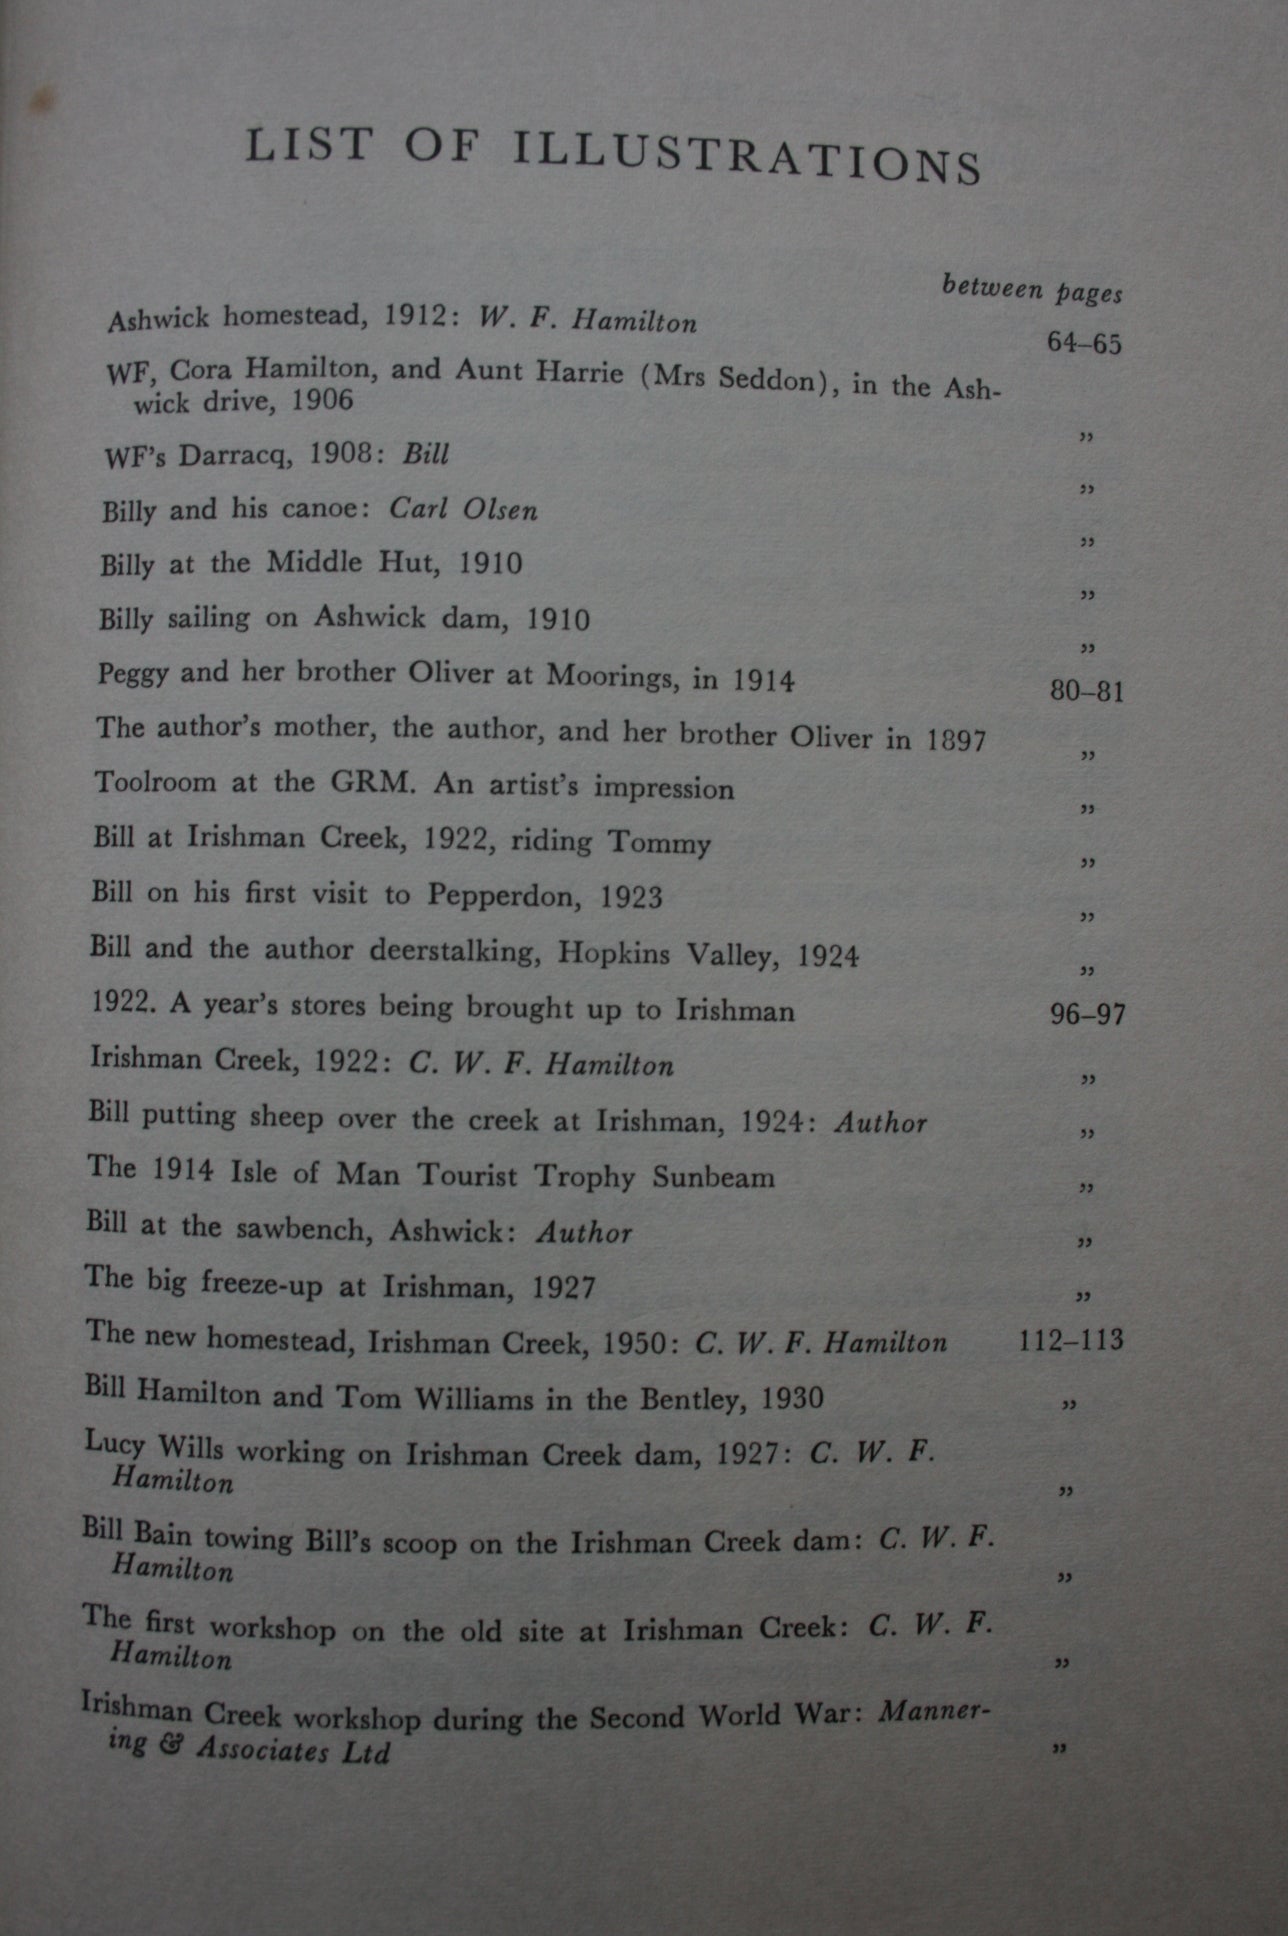 LIST OF ILLUSTRATIONS
between pages
Ashwick homestead, 1912: W. F. Hamilton 64–65
WF, Cora Hamilton, and Aunt Harrie (Mrs Seddon), in the Ash-
wick drive, 1906 ”
WF's Darracq, 1908: Bill ”
Billy and his canoe: Carl Olsen ”
Billy at the Middle Hut, 1910 ”
Billy sailing on Ashwick dam, 1910 ”
Peggy and her brother Oliver at Moorings, in 1914 80–81
The author's mother, the author, and her brother Oliver in 1897 ”
Toolroom at the GRM. An artist's impression ”
Bill at Irishman Creek, 1922, riding Tommy ”
Bill on his first visit to Pepperdon, 1923 ”
Bill and the author deerstalking, Hopkins Valley, 1924 ”
1922. A year's stores being brought up to Irishman 96–97
Irishman Creek, 1922: C. W. F. Hamilton ”
Bill putting sheep over the creek at Irishman, 1924: Author ”
The 1914 Isle of Man Tourist Trophy Sunbeam ”
Bill at the sawbench, Ashwick: Author ”
The big freeze-up at Irishman, 1927 ”
The new homestead, Irishman Creek, 1950: C. W. F. Hamilton 112–113
Bill Hamilton and Tom Williams in the Bentley, 1930 ”
Lucy Wills working on Irishman Creek dam, 1927: C. W. F.
Hamilton ”
Bill Bain towing Bill's scoop on the Irishman Creek dam: C. W. F.
Hamilton ”
The first workshop on the old site at Irishman Creek: C. W. F.
Hamilton ”
Irishman Creek workshop during the Second World War: Manner-
ing & Associates Ltd ”